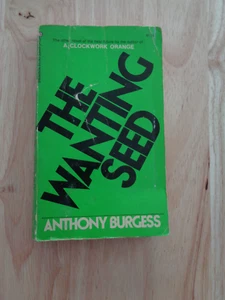 A CLOCKWORK ORANGE
THE
WANTING
SEED
ANTHONY BURGESS